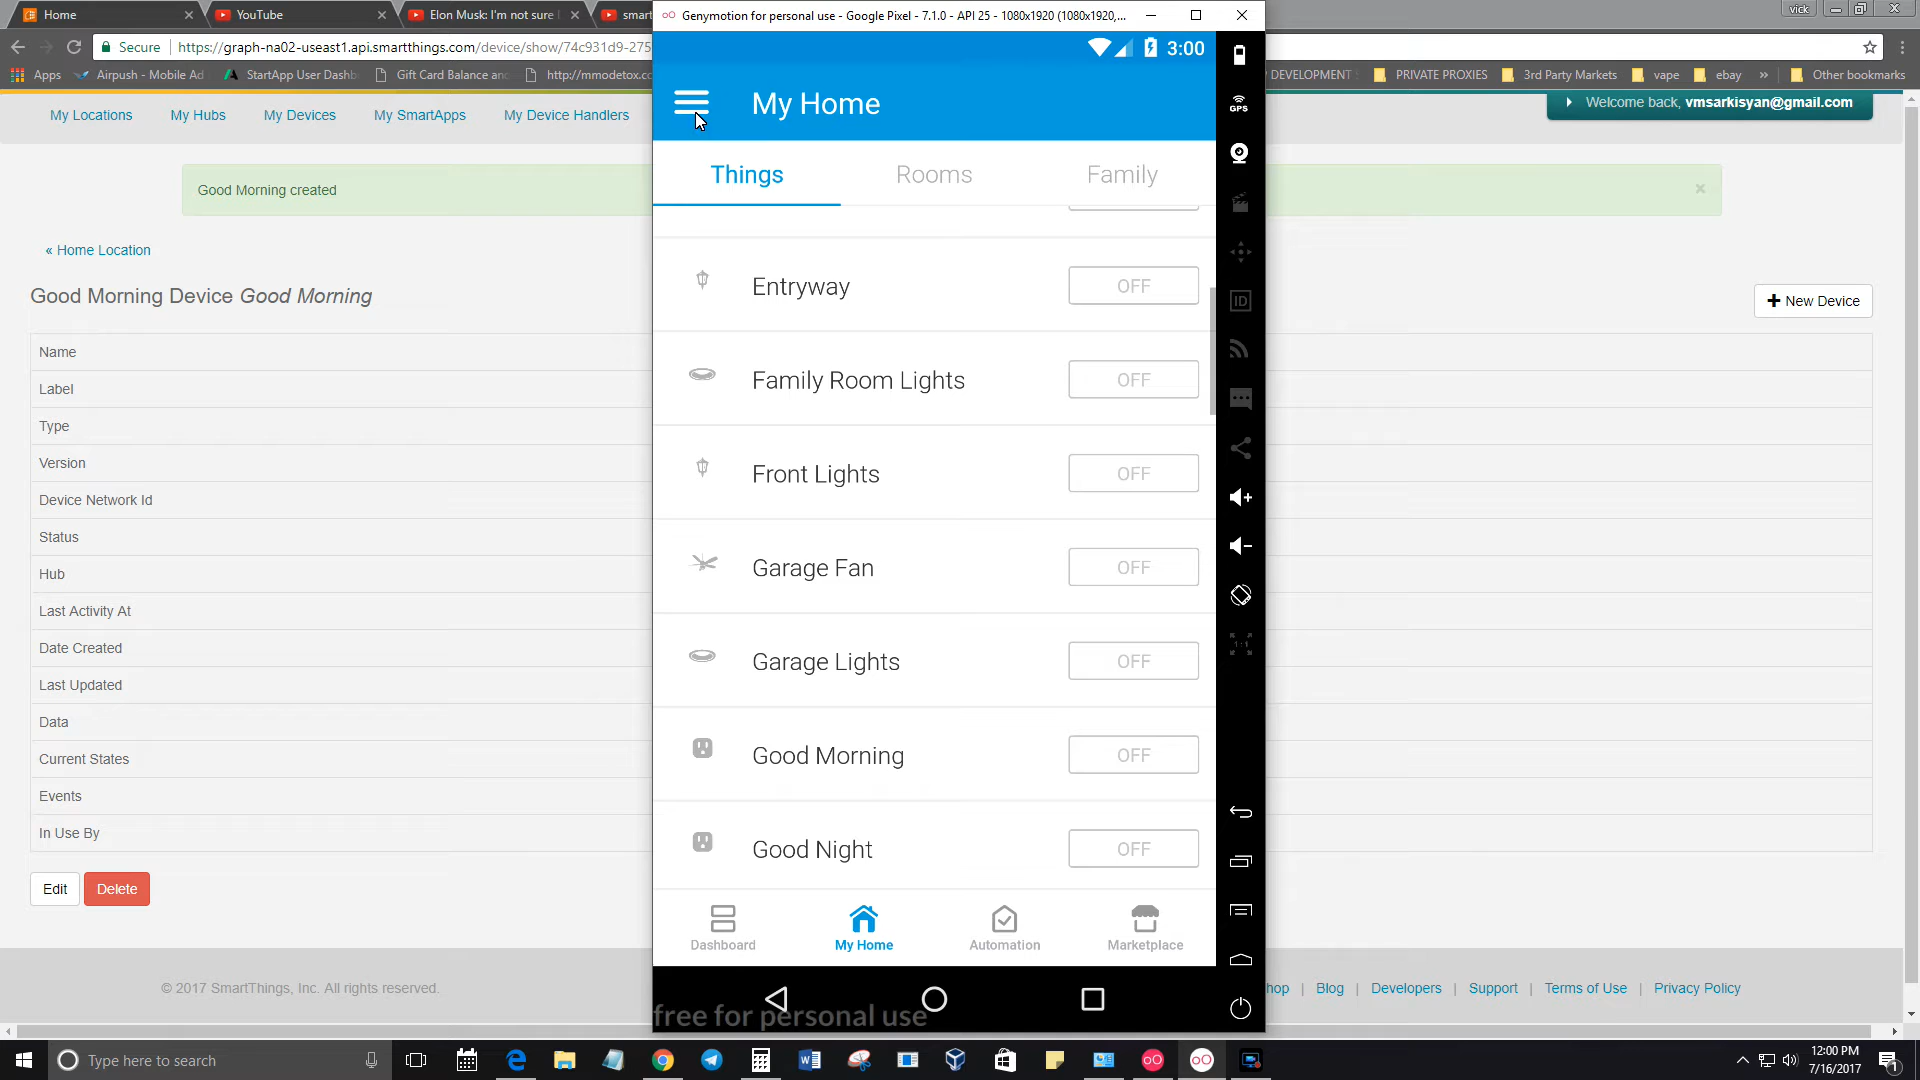 Home
YouTube
Elon Musk: I'm not sure
smart
Genymotion for personal use - Google Pixel - 7.1.0 - API 25 - 1080x1920 (1080x1920,...
vick
Secure
https://graph-na02-useast1.api.smartthings.com/device/show/74c931d9-275
Apps
Airpush - Mobile Ad
StartApp User Dashb
Gift Card Balance an
http://mmodetox.co
DEVELOPMENT
PRIVATE PROXIES
3rd Party Markets
vape
ebay
»
Other bookmarks
3:00
My Home
My Locations
My Hubs
My Devices
My SmartApps
My Device Handlers
Welcome back, vmsarkisyan@gmail.com
Things
Rooms
Family
Good Morning created
×
« Home Location
Good Morning Device Good Morning
+ New Device
Name
Label
Type
Version
Device Network Id
Status
Hub
Last Activity At
Date Created
Last Updated
Data
Current States
Events
In Use By
Edit
Delete
Entryway
OFF
Family Room Lights
OFF
Front Lights
OFF
Garage Fan
OFF
Garage Lights
OFF
Good Morning
OFF
Good Night
OFF
GPS
ID
1:1
Dashboard
My Home
Automation
Marketplace
free for personal use
© 2017 SmartThings, Inc. All rights reserved.
hop | Blog | Developers | Support | Terms of Use | Privacy Policy
Type here to search
12:00 PM
7/16/2017
1